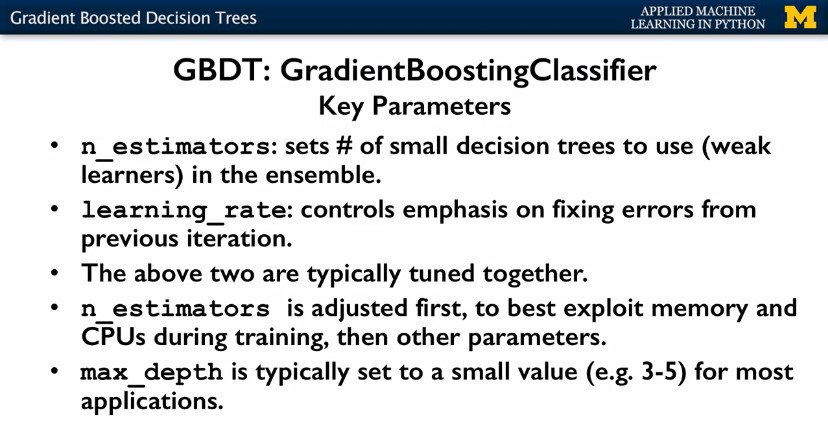 Gradient Boosted Decision Trees
APPLIED MACHINE
LEARNING IN PYTHON
M
GBDT: GradientBoostingClassifier
Key Parameters
• n_estimators: sets # of small decision trees to use (weak
learners) in the ensemble.
• learning_rate: controls emphasis on fixing errors from
previous iteration.
• The above two are typically tuned together.
• n_estimators is adjusted first, to best exploit memory and
CPUs during training, then other parameters.
• max_depth is typically set to a small value (e.g. 3-5) for most
applications.